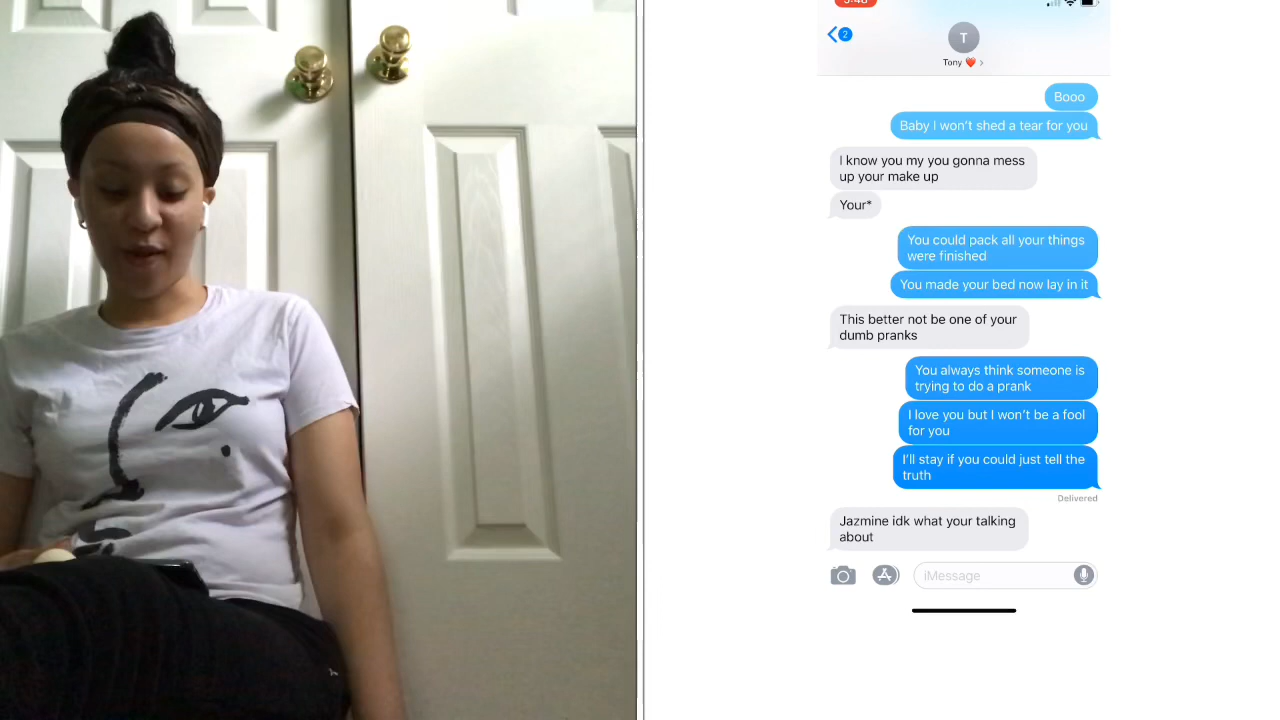 5:48
2
T
Tony ❤️ >
Booo
Baby I won't shed a tear for you
I know you my you gonna mess
up your make up
Your*
You could pack all your things
were finished
You made your bed now lay in it
This better not be one of your
dumb pranks
You always think someone is
trying to do a prank
I love you but I won't be a fool
for you
I'll stay if you could just tell the
truth
Delivered
Jazmine idk what your talking
about
iMessage